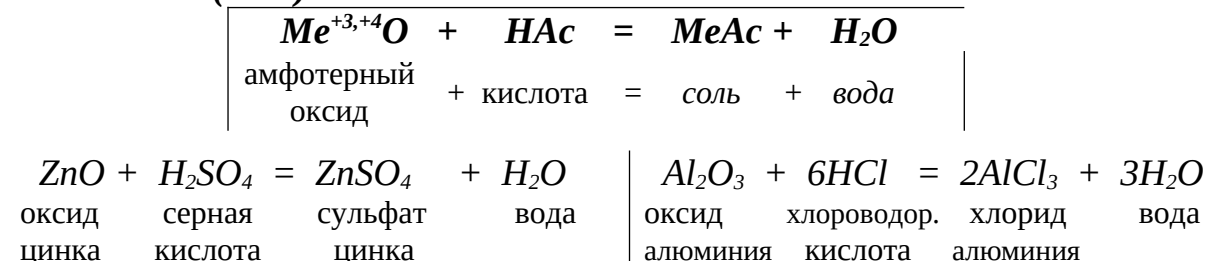 Me⁺³,⁺⁴O + HAc = MeAc + H₂O
амфотерный оксид + кислота = соль + вода
ZnO + H₂SO₄ = ZnSO₄ + H₂O
оксид серная сульфат вода
цинка кислота цинка
Al₂O₃ + 6HCl = 2AlCl₃ + 3H₂O
оксид хлороводор. хлорид вода
алюминия кислота алюминия